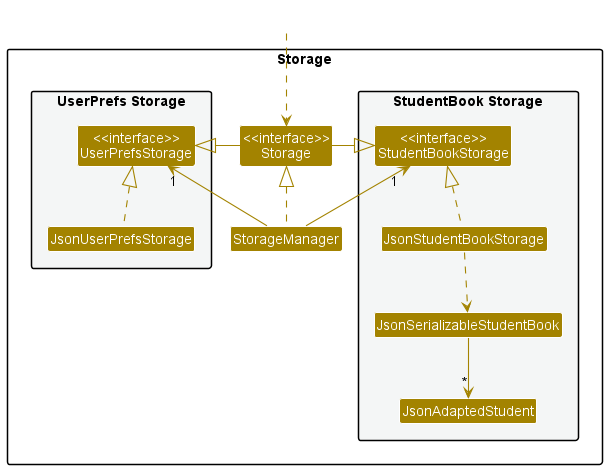 Storage
UserPrefs Storage
StudentBook Storage
<<interface>>
UserPrefsStorage
<<interface>>
Storage
<<interface>>
StudentBookStorage
1
1
JsonUserPrefsStorage
StorageManager
JsonStudentBookStorage
JsonSerializableStudentBook
*
JsonAdaptedStudent